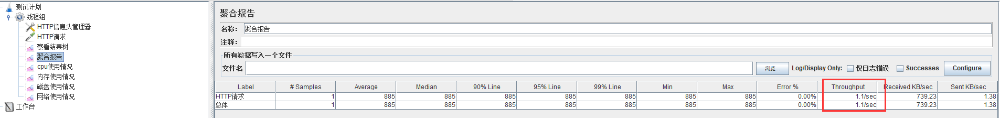 测试计划
线程组
HTTP信息头管理器
HTTP请求
察看结果树
聚合报告
cpu使用情况
内存使用情况
磁盘使用情况
网络使用情况
工作台
聚合报告
名称： 聚合报告
注释：
所有数据写入一个文件
文件名 浏览... Log/Display Only: 仅日志错误 Successes Configure
Label # Samples Average Median 90% Line 95% Line 99% Line Min Max Error % Throughput Received KB/sec Sent KB/sec
HTTP请求 1 885 885 885 885 885 885 885 0.00% 1.1/sec 739.23 1.38
总体 1 885 885 885 885 885 885 885 0.00% 1.1/sec 739.23 1.38